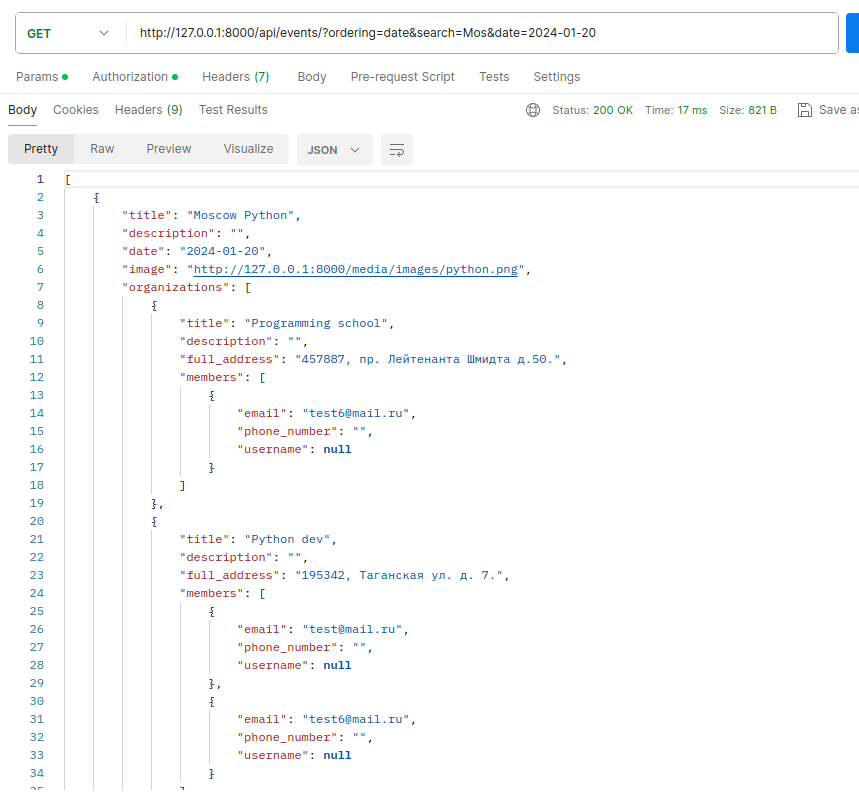 GET http://127.0.0.1:8000/api/events/?ordering=date&search=Mos&date=2024-01-20
Params Authorization Headers (7) Body Pre-request Script Tests Settings
Body Cookies Headers (9) Test Results Status: 200 OK Time: 17 ms Size: 821 B Save as
Pretty Raw Preview Visualize JSON
1 [
2 {
3 "title": "Moscow Python",
4 "description": "",
5 "date": "2024-01-20",
6 "image": "http://127.0.0.1:8000/media/images/python.png",
7 "organizations": [
8 {
9 "title": "Programming school",
10 "description": "",
11 "full_address": "457887, пр. Лейтенанта Шмидта д.50.",
12 "members": [
13 {
14 "email": "test6@mail.ru",
15 "phone_number": "",
16 "username": null
17 }
18 ]
19 },
20 {
21 "title": "Python dev",
22 "description": "",
23 "full_address": "195342, Таганская ул. д. 7.",
24 "members": [
25 {
26 "email": "test@mail.ru",
27 "phone_number": "",
28 "username": null
29 },
30 {
31 "email": "test6@mail.ru",
32 "phone_number": "",
33 "username": null
34 }
35 ]